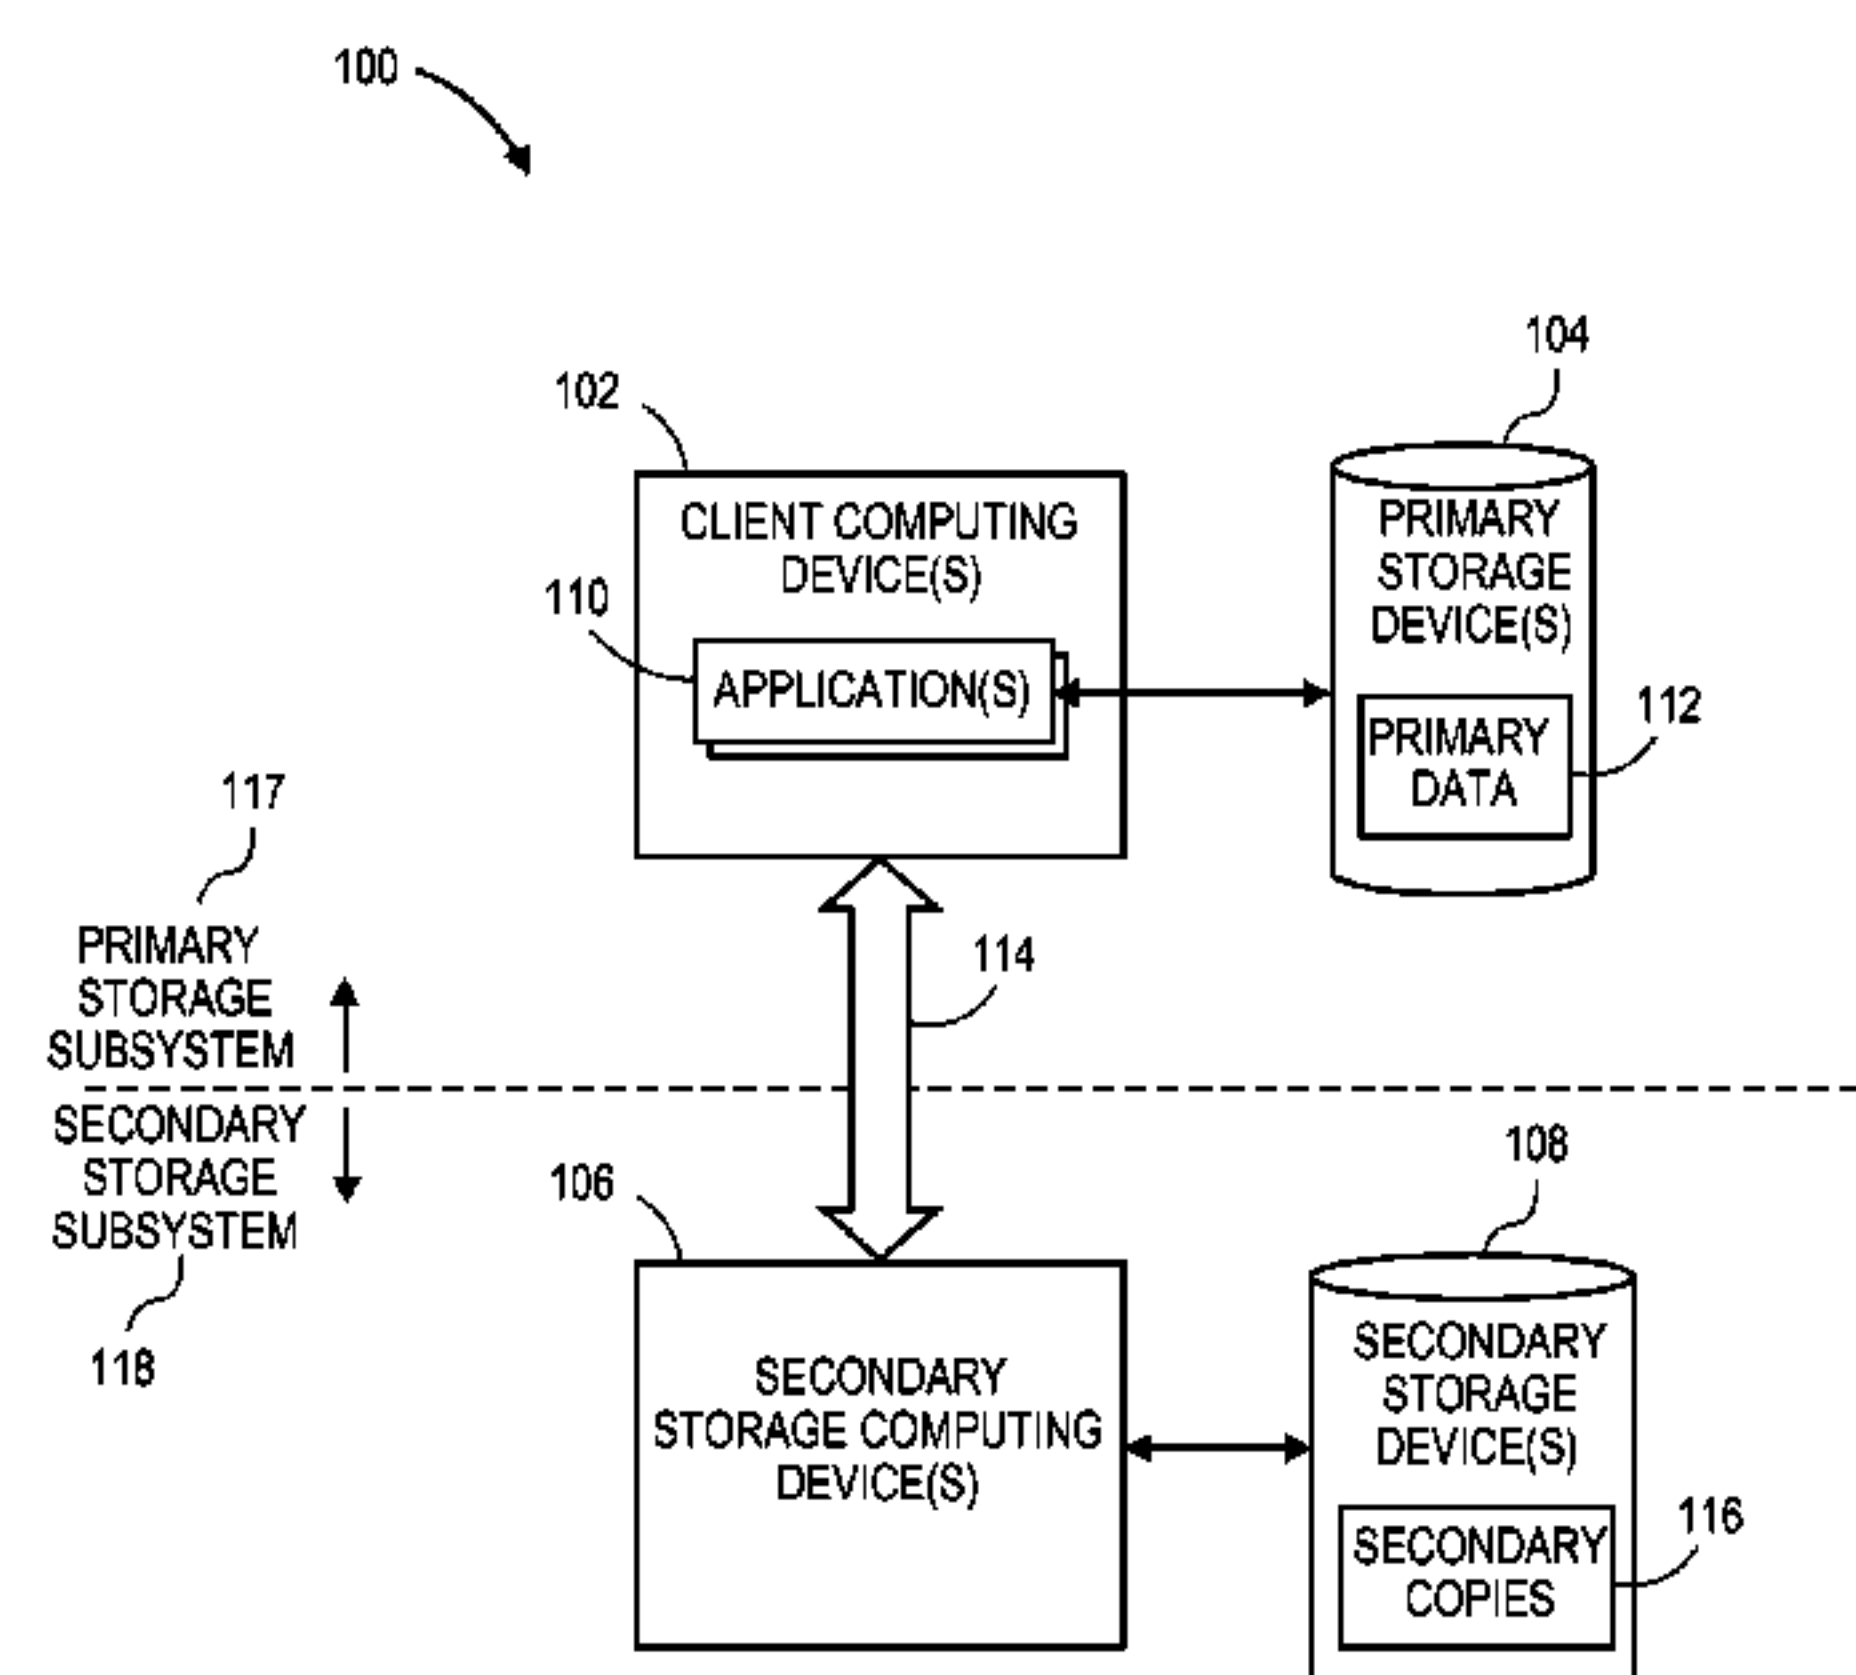 100
104
102
CLIENT COMPUTING
DEVICE(S)
PRIMARY
STORAGE
DEVICE(S)
110
APPLICATION(S)
112
PRIMARY
DATA
117
PRIMARY
STORAGE
SUBSYSTEM
114
SECONDARY
STORAGE
SUBSYSTEM
118
106
108
SECONDARY
STORAGE COMPUTING
DEVICE(S)
SECONDARY
STORAGE
DEVICE(S)
116
SECONDARY
COPIES